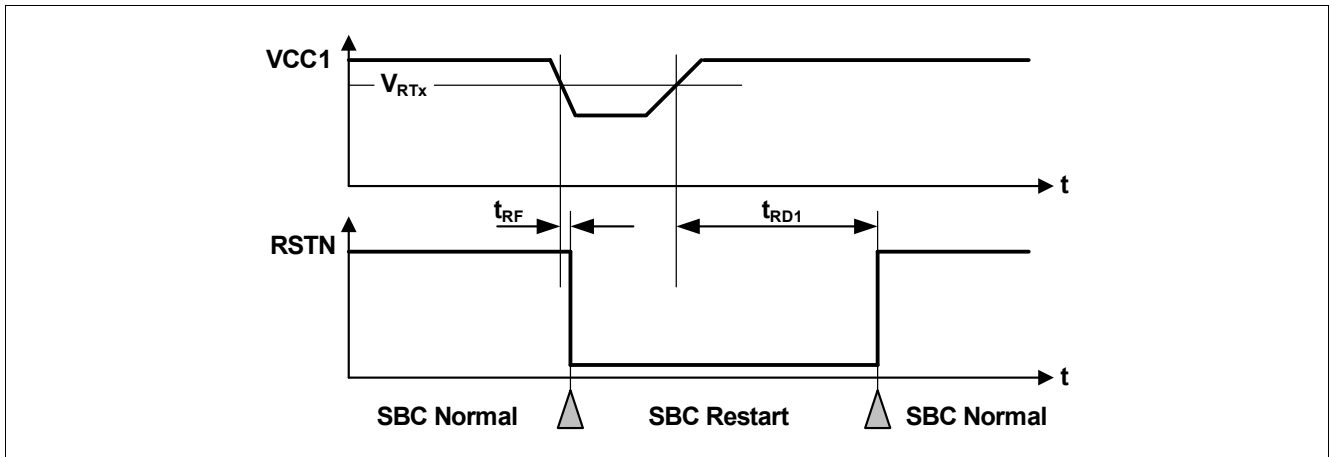 VCC1
VRTx
t
tRF
tRD1
RSTN
t
SBC Normal
SBC Restart
SBC Normal